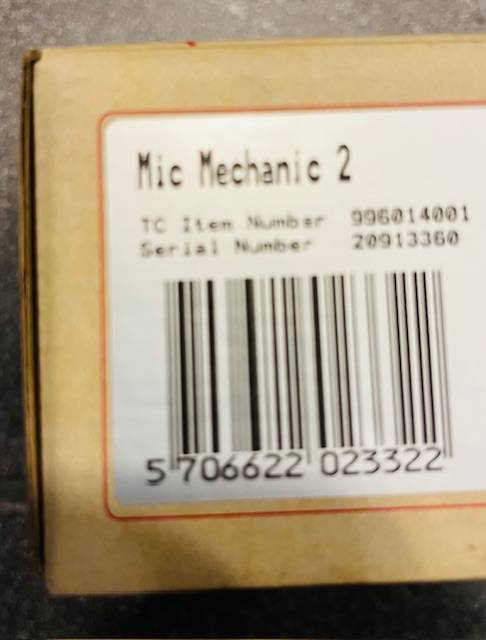 Mic Mechanic 2
TC Item Number 996014001
Serial Number 20913360
5 706622 023322